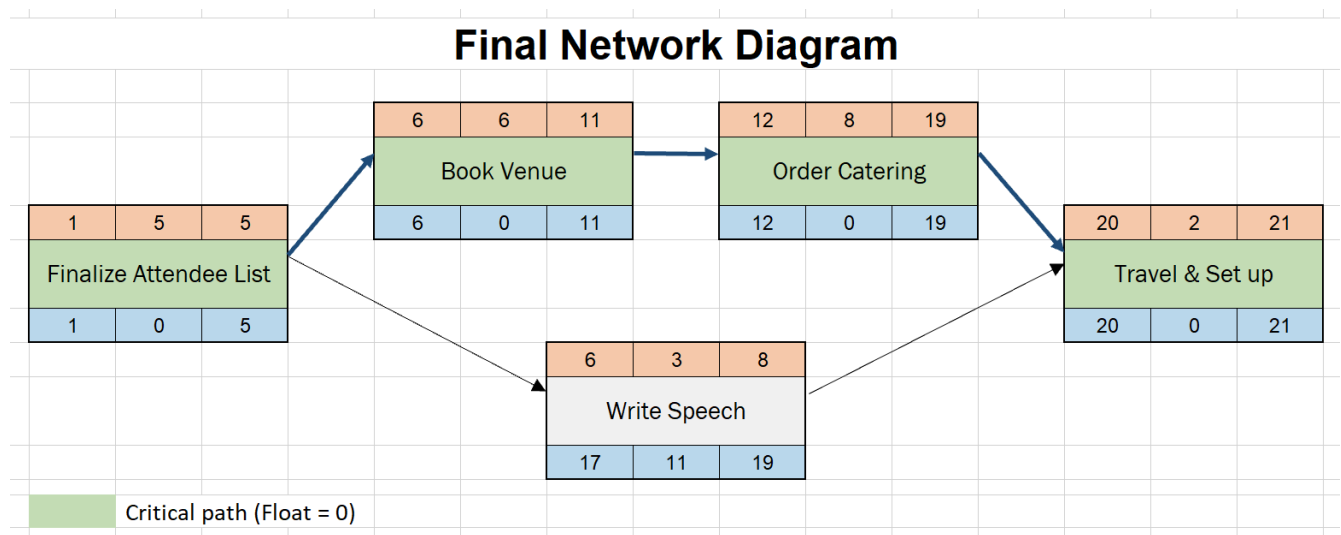 Final Network Diagram
6 6 11
Book Venue
6 0 11
12 8 19
Order Catering
12 0 19
1 5 5
Finalize Attendee List
1 0 5
20 2 21
Travel & Set up
20 0 21
6 3 8
Write Speech
17 11 19
Critical path (Float = 0)